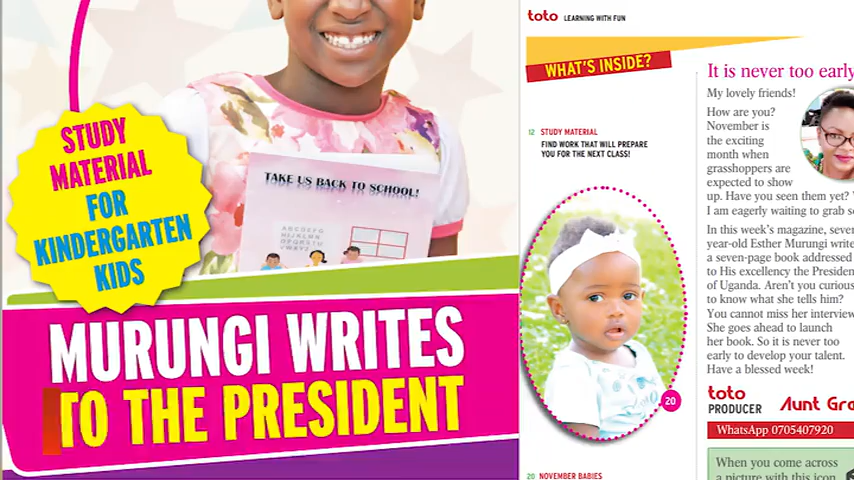 STUDY
MATERIAL
FOR
KINDERGARTEN
KIDS
TAKE US BACK TO SCHOOL!
MURUNGI WRITES
TO THE PRESIDENT
toto LEARNING WITH FUN
WHAT'S INSIDE?
12 STUDY MATERIAL
FIND WORK THAT WILL PREPARE
YOU FOR THE NEXT CLASS!
20
20 NOVEMBER BABIES
It is never too early
My lovely friends!
How are you?
November is
the exciting
month when
grasshoppers are
expected to show
up. Have you seen them yet?
I am eagerly waiting to grab
In this week's magazine,
year-old Esther Murungi
a seven-page book addressed
to His excellency the
of Uganda. Aren't you curious
to know what she tells him?
You cannot miss her interview
She goes ahead to launch
her book. So it is never too
early to develop your talent.
Have a blessed week!
toto
PRODUCER Aunt
WhatsApp 0705407920
When you come across
a picture with this icon